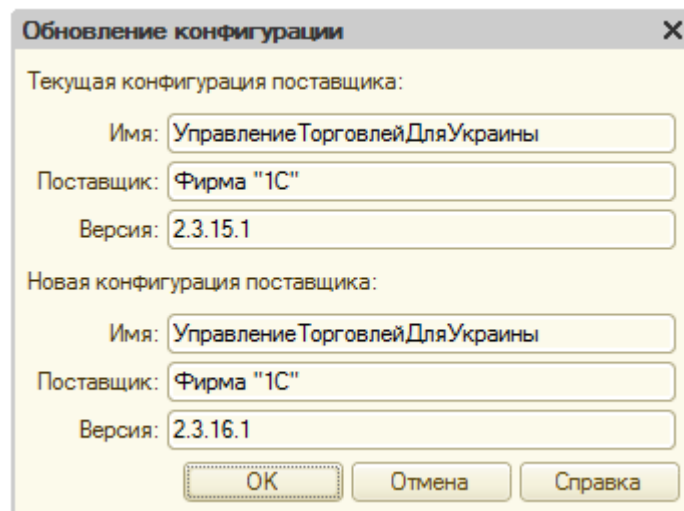 Обновление конфигурации
Текущая конфигурация поставщика:
Имя: УправлениеТорговлейДляУкраины
Поставщик: Фирма "1С"
Версия: 2.3.15.1
Новая конфигурация поставщика:
Имя: УправлениеТорговлейДляУкраины
Поставщик: Фирма "1С"
Версия: 2.3.16.1
ОК Отмена Справка